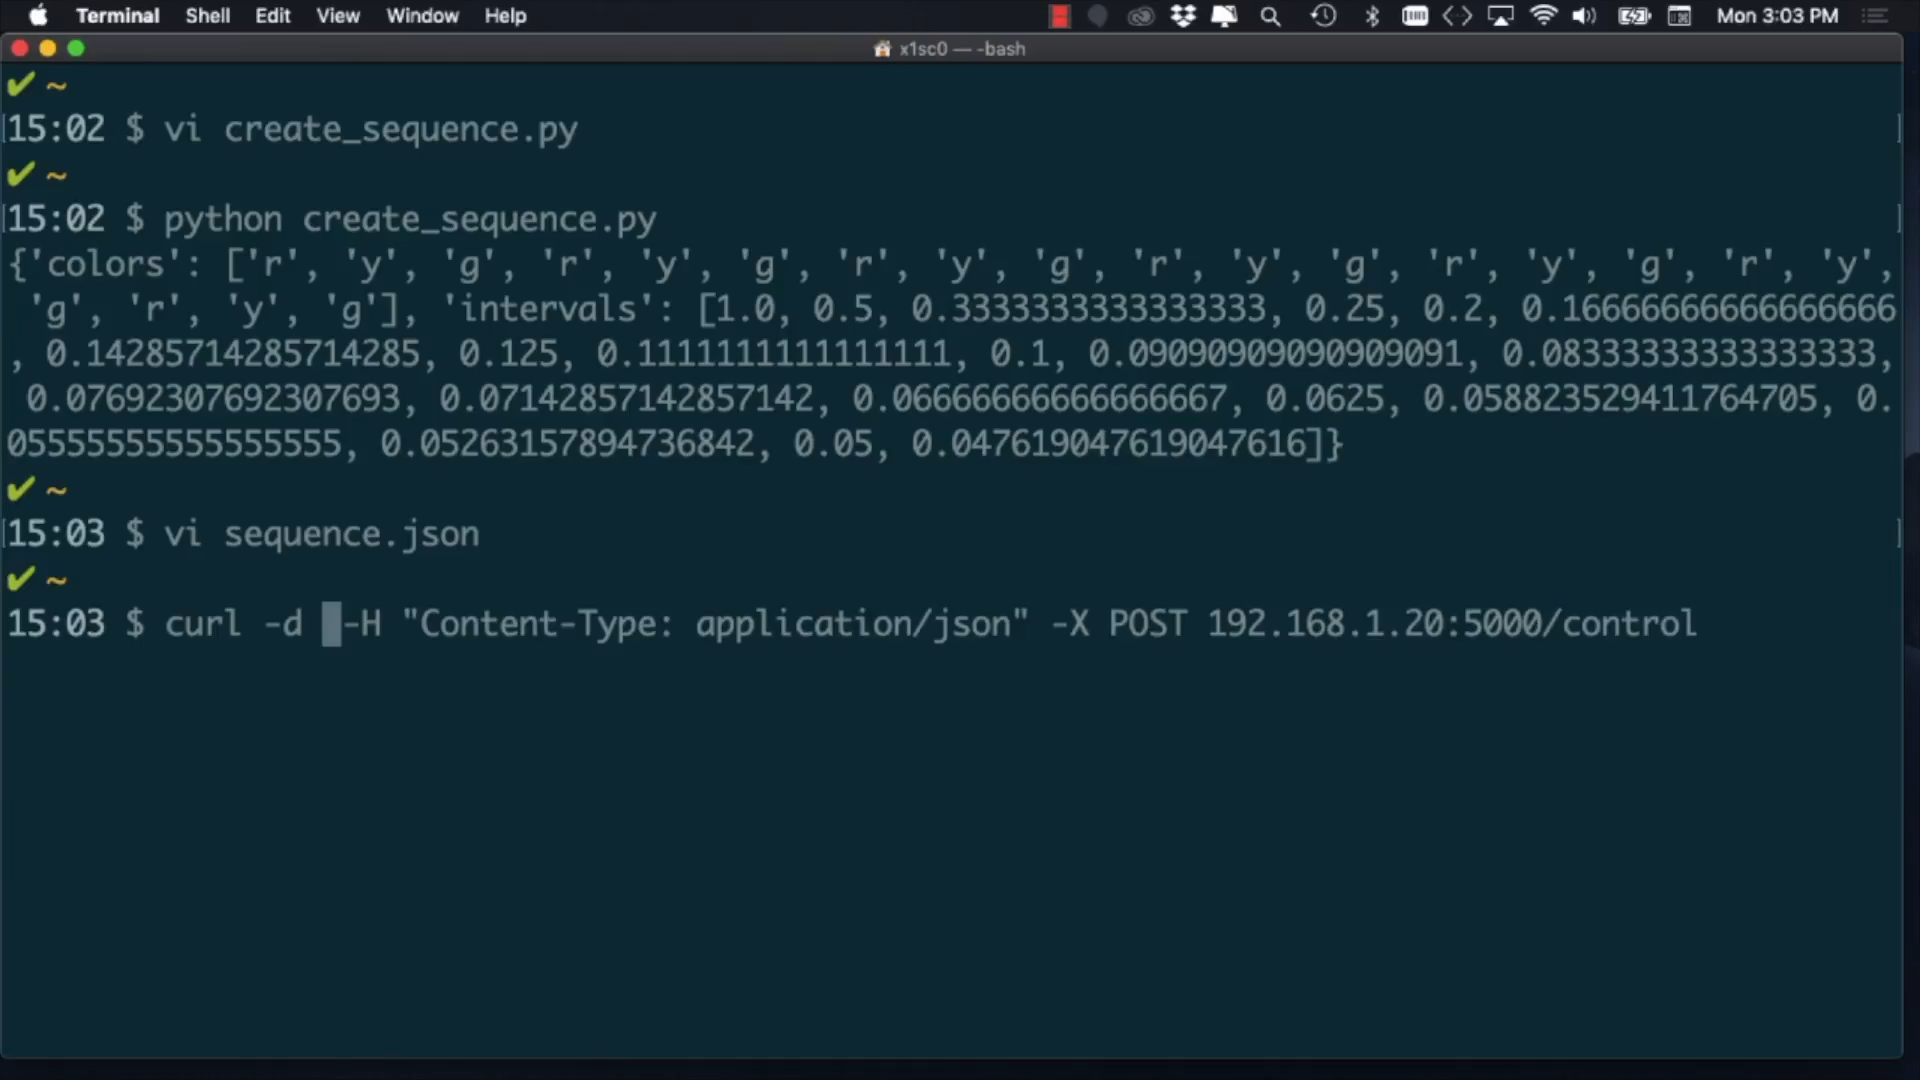 Terminal Shell Edit View Window Help Mon 3:03 PM
x1sc0 — -bash
✔ ~
[15:02 $ vi create_sequence.py ]
✔ ~
[15:02 $ python create_sequence.py ]
{'colors': ['r', 'y', 'g', 'r', 'y', 'g', 'r', 'y', 'g', 'r', 'y', 'g', 'r', 'y', 'g', 'r', 'y',
'g', 'r', 'y', 'g'], 'intervals': [1.0, 0.5, 0.3333333333333333, 0.25, 0.2, 0.16666666666666666
, 0.14285714285714285, 0.125, 0.1111111111111111, 0.1, 0.09090909090909091, 0.08333333333333333,
0.07692307692307693, 0.07142857142857142, 0.06666666666666667, 0.0625, 0.058823529411764705, 0.
05555555555555555, 0.05263157894736842, 0.05, 0.047619047619047616]}
✔ ~
[15:03 $ vi sequence.json ]
✔ ~
15:03 $ curl -d -H "Content-Type: application/json" -X POST 192.168.1.20:5000/control